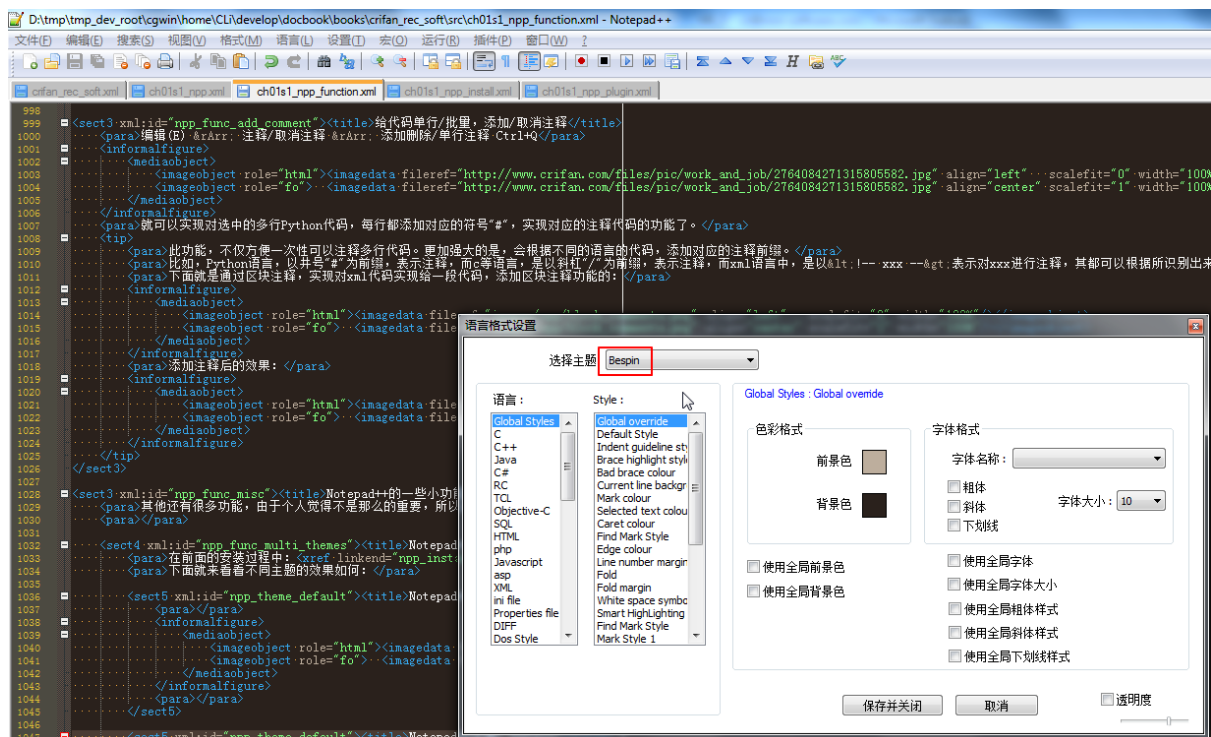 D:\tmp\tmp_dev_root\cgwin\home\CLi\develop\docbook\books\crifan_rec_soft\src\ch01s1_npp_function.xml - Notepad++
文件(F) 编辑(E) 搜索(S) 视图(V) 格式(M) 语言(L) 设置(T) 宏(O) 运行(R) 插件(P) 窗口(W) ?
crifan_rec_soft.xml ch01s1_npp.xml ch01s1_npp_function.xml ch01s1_npp_install.xml ch01s1_npp_plugin.xml
998
999 <sect3 xml:id="npp_func_add_comment"><title>给代码单行/批量，添加/取消注释</title>
1000 <para>编辑(E) &rArr; 注释/取消注释 &rArr; 添加删除/单行注释 Ctrl+Q</para>
1001 <informalfigure>
1002 <mediaobject>
1003 <imageobject role="html"><imagedata fileref="http://www.crifan.com/files/pic/work_and_job/2764084271315805582.jpg" align="left" scalefit="0" width="100%
1004 <imageobject role="fo"> <imagedata fileref="http://www.crifan.com/files/pic/work_and_job/2764084271315805582.jpg" align="center" scalefit="1" width="100%
1005 </mediaobject>
1006 </informalfigure>
1007 <para>就可以实现对选中的多行Python代码，每行都添加对应的符号"#"，实现对应的注释代码的功能了。</para>
1008 <tip>
1009 <para>此功能，不仅方便一次性可以注释多行代码。更加强大的是，会根据不同的语言的代码，添加对应的注释前缀。</para>
1010 <para>比如，Python语言，以井号"#"为前缀，表示注释，而c等语言，是以斜杠"/"为前缀，表示注释，而xml语言中，是以&lt;!-- xxx --&gt;表示对xxx进行注释，其都可以根据所识别出来
1011 <para>下面就是通过区块注释，实现对xml代码实现给一段代码，添加区块注释功能的：</para>
1012 <informalfigure>
1013 <mediaobject>
1014 <imageobject role="html"><imagedata file
1015 <imageobject role="fo"> <imagedata file
1016 </mediaobject>
1017 </informalfigure>
1018 <para>添加注释后的效果：</para>
1019 <informalfigure>
1020 <mediaobject>
1021 <imageobject role="html"><imagedata file
1022 <imageobject role="fo"> <imagedata file
1023 </mediaobject>
1024 </informalfigure>
1025 </tip>
1026 </sect3>
1027
1028 <sect3 xml:id="npp_func_misc"><title>Notepad++的一些小功
1029 <para>其他还有很多功能，由于个人觉得不是那么的重要，所以
1030 <para></para>
1031
1032 <sect4 xml:id="npp_func_multi_themes"><title>Notepad
1033 <para>在前面的安装过程中：<xref linkend="npp_inst
1034 <para>下面就来看看不同主题的效果如何：</para>
1035
1036 <sect5 xml:id="npp_theme_default"><title>Notepad
1037 <para></para>
1038 <informalfigure>
1039 <mediaobject>
1040 <imageobject role="html"><imagedata
1041 <imageobject role="fo"> <imagedata
1042 </mediaobject>
1043 </informalfigure>
1044 <para></para>
1045 </sect5>
1046
1047 <sect5 xml:id="npp_theme_default"><title>Notepad
语言格式设置
选择主题 Bespin
语言： Style：
Global Styles
C
C++
Java
C#
RC
TCL
Objective-C
SQL
HTML
php
Javascript
asp
XML
ini file
Properties file
DIFF
Dos Style
Global override
Default Style
Indent guideline sty
Brace highlight style
Bad brace colour
Current line backgr
Mark colour
Selected text colou
Caret colour
Find Mark Style
Edge colour
Line number margin
Fold
Fold margin
White space symbo
Smart HighLighting
Find Mark Style
Mark Style 1
Global Styles : Global override
色彩格式
前景色
背景色
使用全局前景色
使用全局背景色
字体格式
字体名称：
粗体
斜体
下划线
字体大小： 10
使用全局字体
使用全局字体大小
使用全局粗体样式
使用全局斜体样式
使用全局下划线样式
保存并关闭 取消 透明度